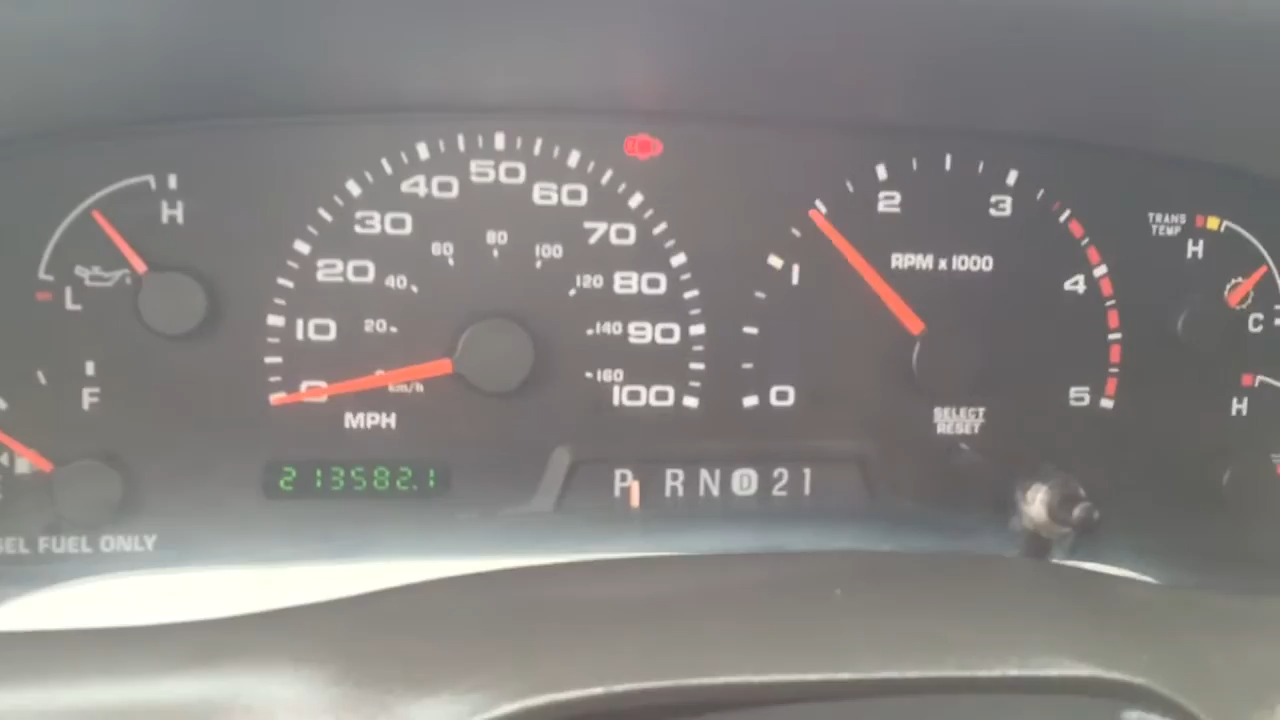 50
40 60
H
30 70
2 3
TRANS
TEMP
H
60 80 100
RPM x 1000
20 40 120 80
1
4
L
10 20 140 90
C
F
0 km/h 160 100
0
5
H
MPH
SELECT
RESET
213582.1
P R N D 2 1
FUEL ONLY